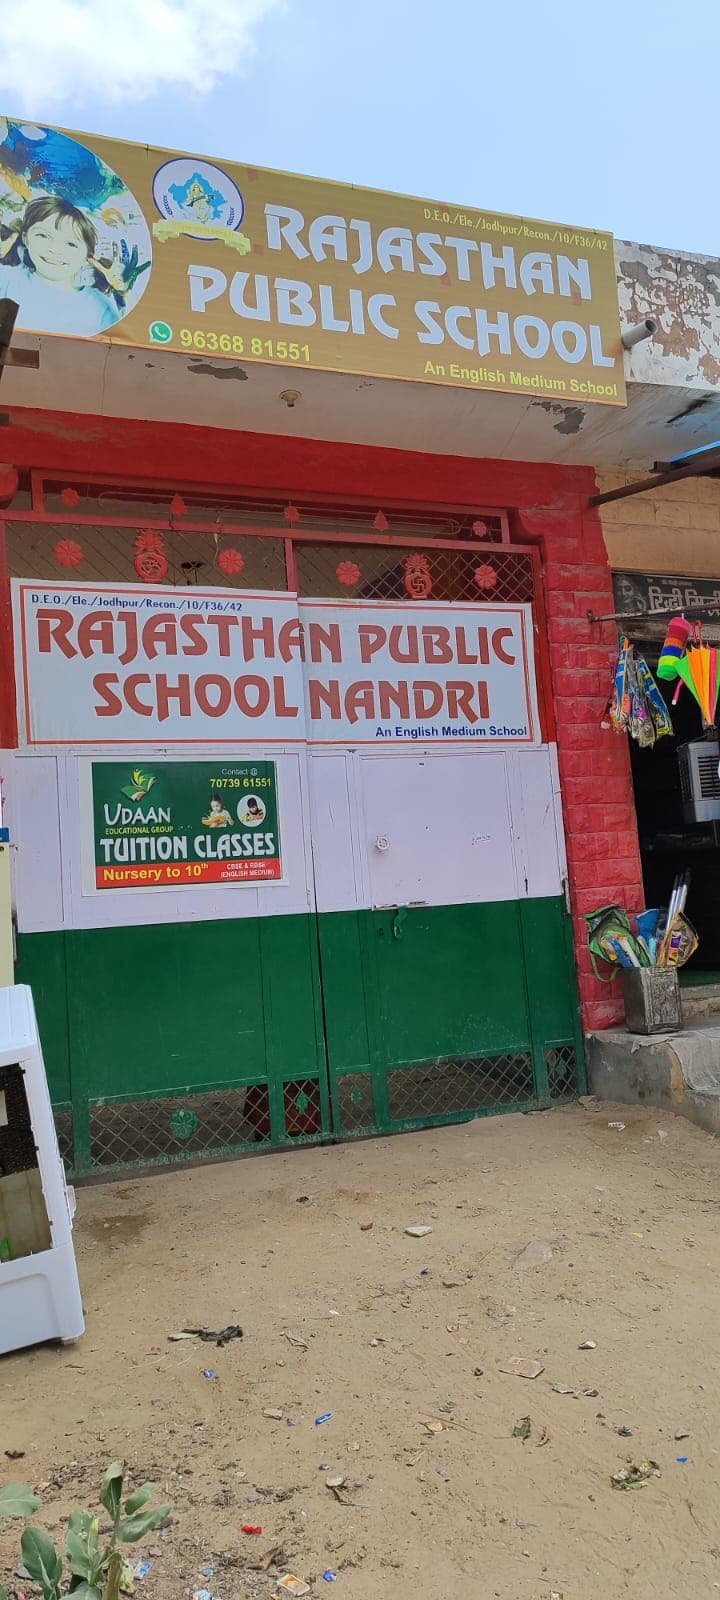 D.E.O./Ele./Jodhpur/Recon./10/F36/42
RAJASTHAN
PUBLIC SCHOOL
96368 81551
An English Medium School
D.E.O./Ele./Jodhpur/Recon./10/F36/42
RAJASTHAN PUBLIC
SCHOOL NANDRI
An English Medium School
Contact @
70739 61551
UDAAN
EDUCATIONAL GROUP
TUITION CLASSES
Nursery to 10th
CBSE & RBSE
(ENGLISH MEDIUM)
रिद्धी सिद्धी